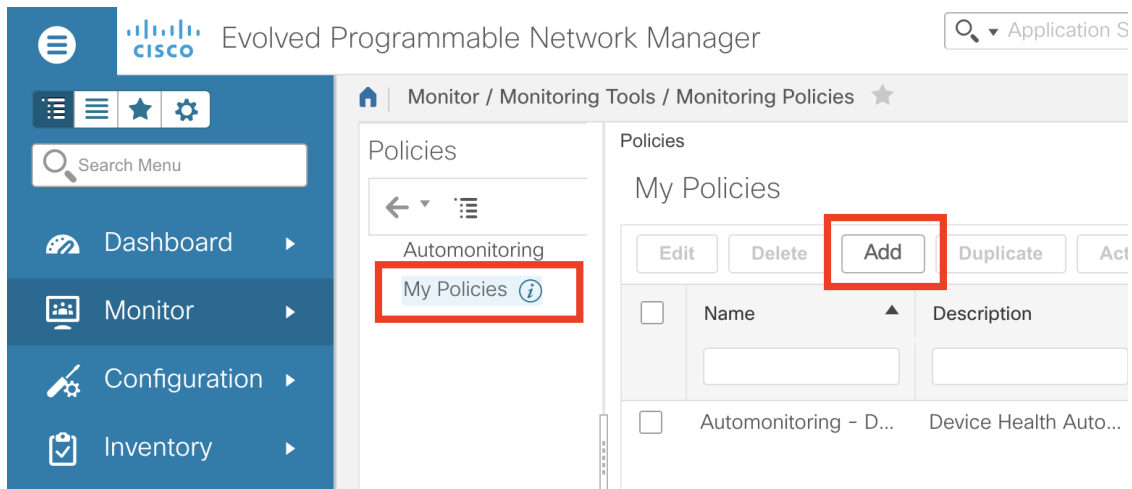 CISCO Evolved Programmable Network Manager
Application S
Monitor / Monitoring Tools / Monitoring Policies
Search Menu
Dashboard
Monitor
Configuration
Inventory
Policies
Automonitoring
My Policies
Policies
My Policies
Edit Delete Add Duplicate Act
Name Description
Automonitoring - D... Device Health Auto...